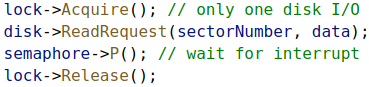 lock->Acquire(); // only one disk I/O
disk->ReadRequest(sectorNumber, data);
semaphore->P(); // wait for interrupt
lock->Release();